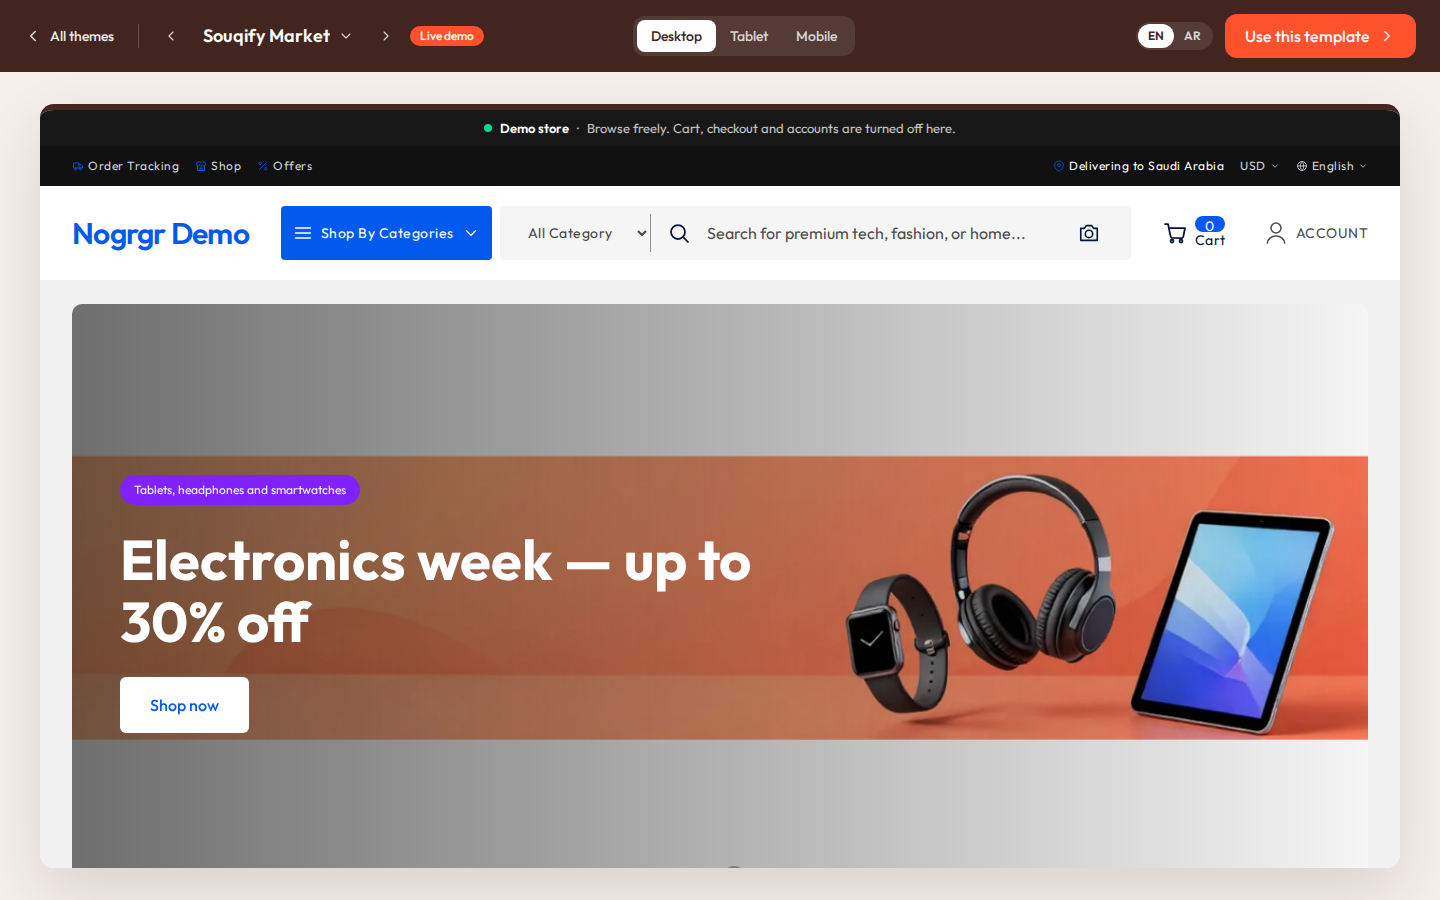 All themes
Souqify Market
Live demo
Desktop
Tablet
Mobile
EN
AR
Use this template
Demo store · Browse freely. Cart, checkout and accounts are turned off here.
Order Tracking
Shop
Offers
Delivering to Saudi Arabia
USD
English
Nogrgr Demo
Shop By Categories
All Category
Search for premium tech, fashion, or home...
0
Cart
ACCOUNT
Tablets, headphones and smartwatches
Electronics week — up to
30% off
Shop now